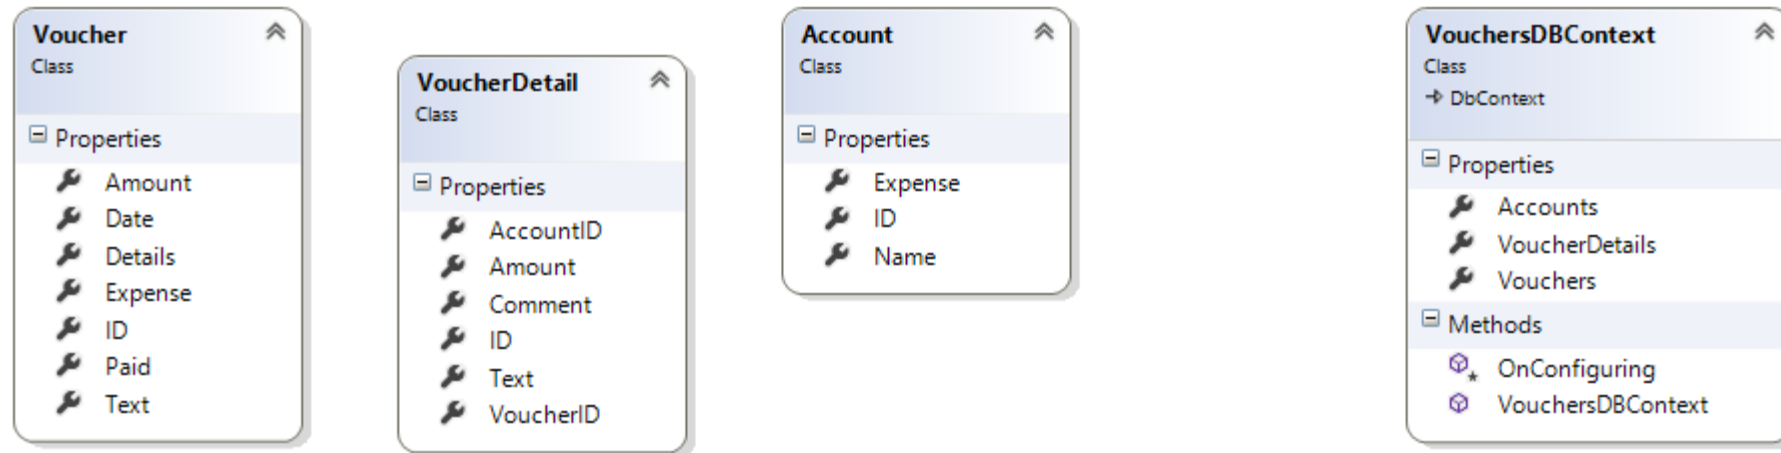 Voucher
Class
Properties
Amount
Date
Details
Expense
ID
Paid
Text
VoucherDetail
Class
Properties
AccountID
Amount
Comment
ID
Text
VoucherID
Account
Class
Properties
Expense
ID
Name
VouchersDBContext
Class
DbContext
Properties
Accounts
VoucherDetails
Vouchers
Methods
OnConfiguring
VouchersDBContext